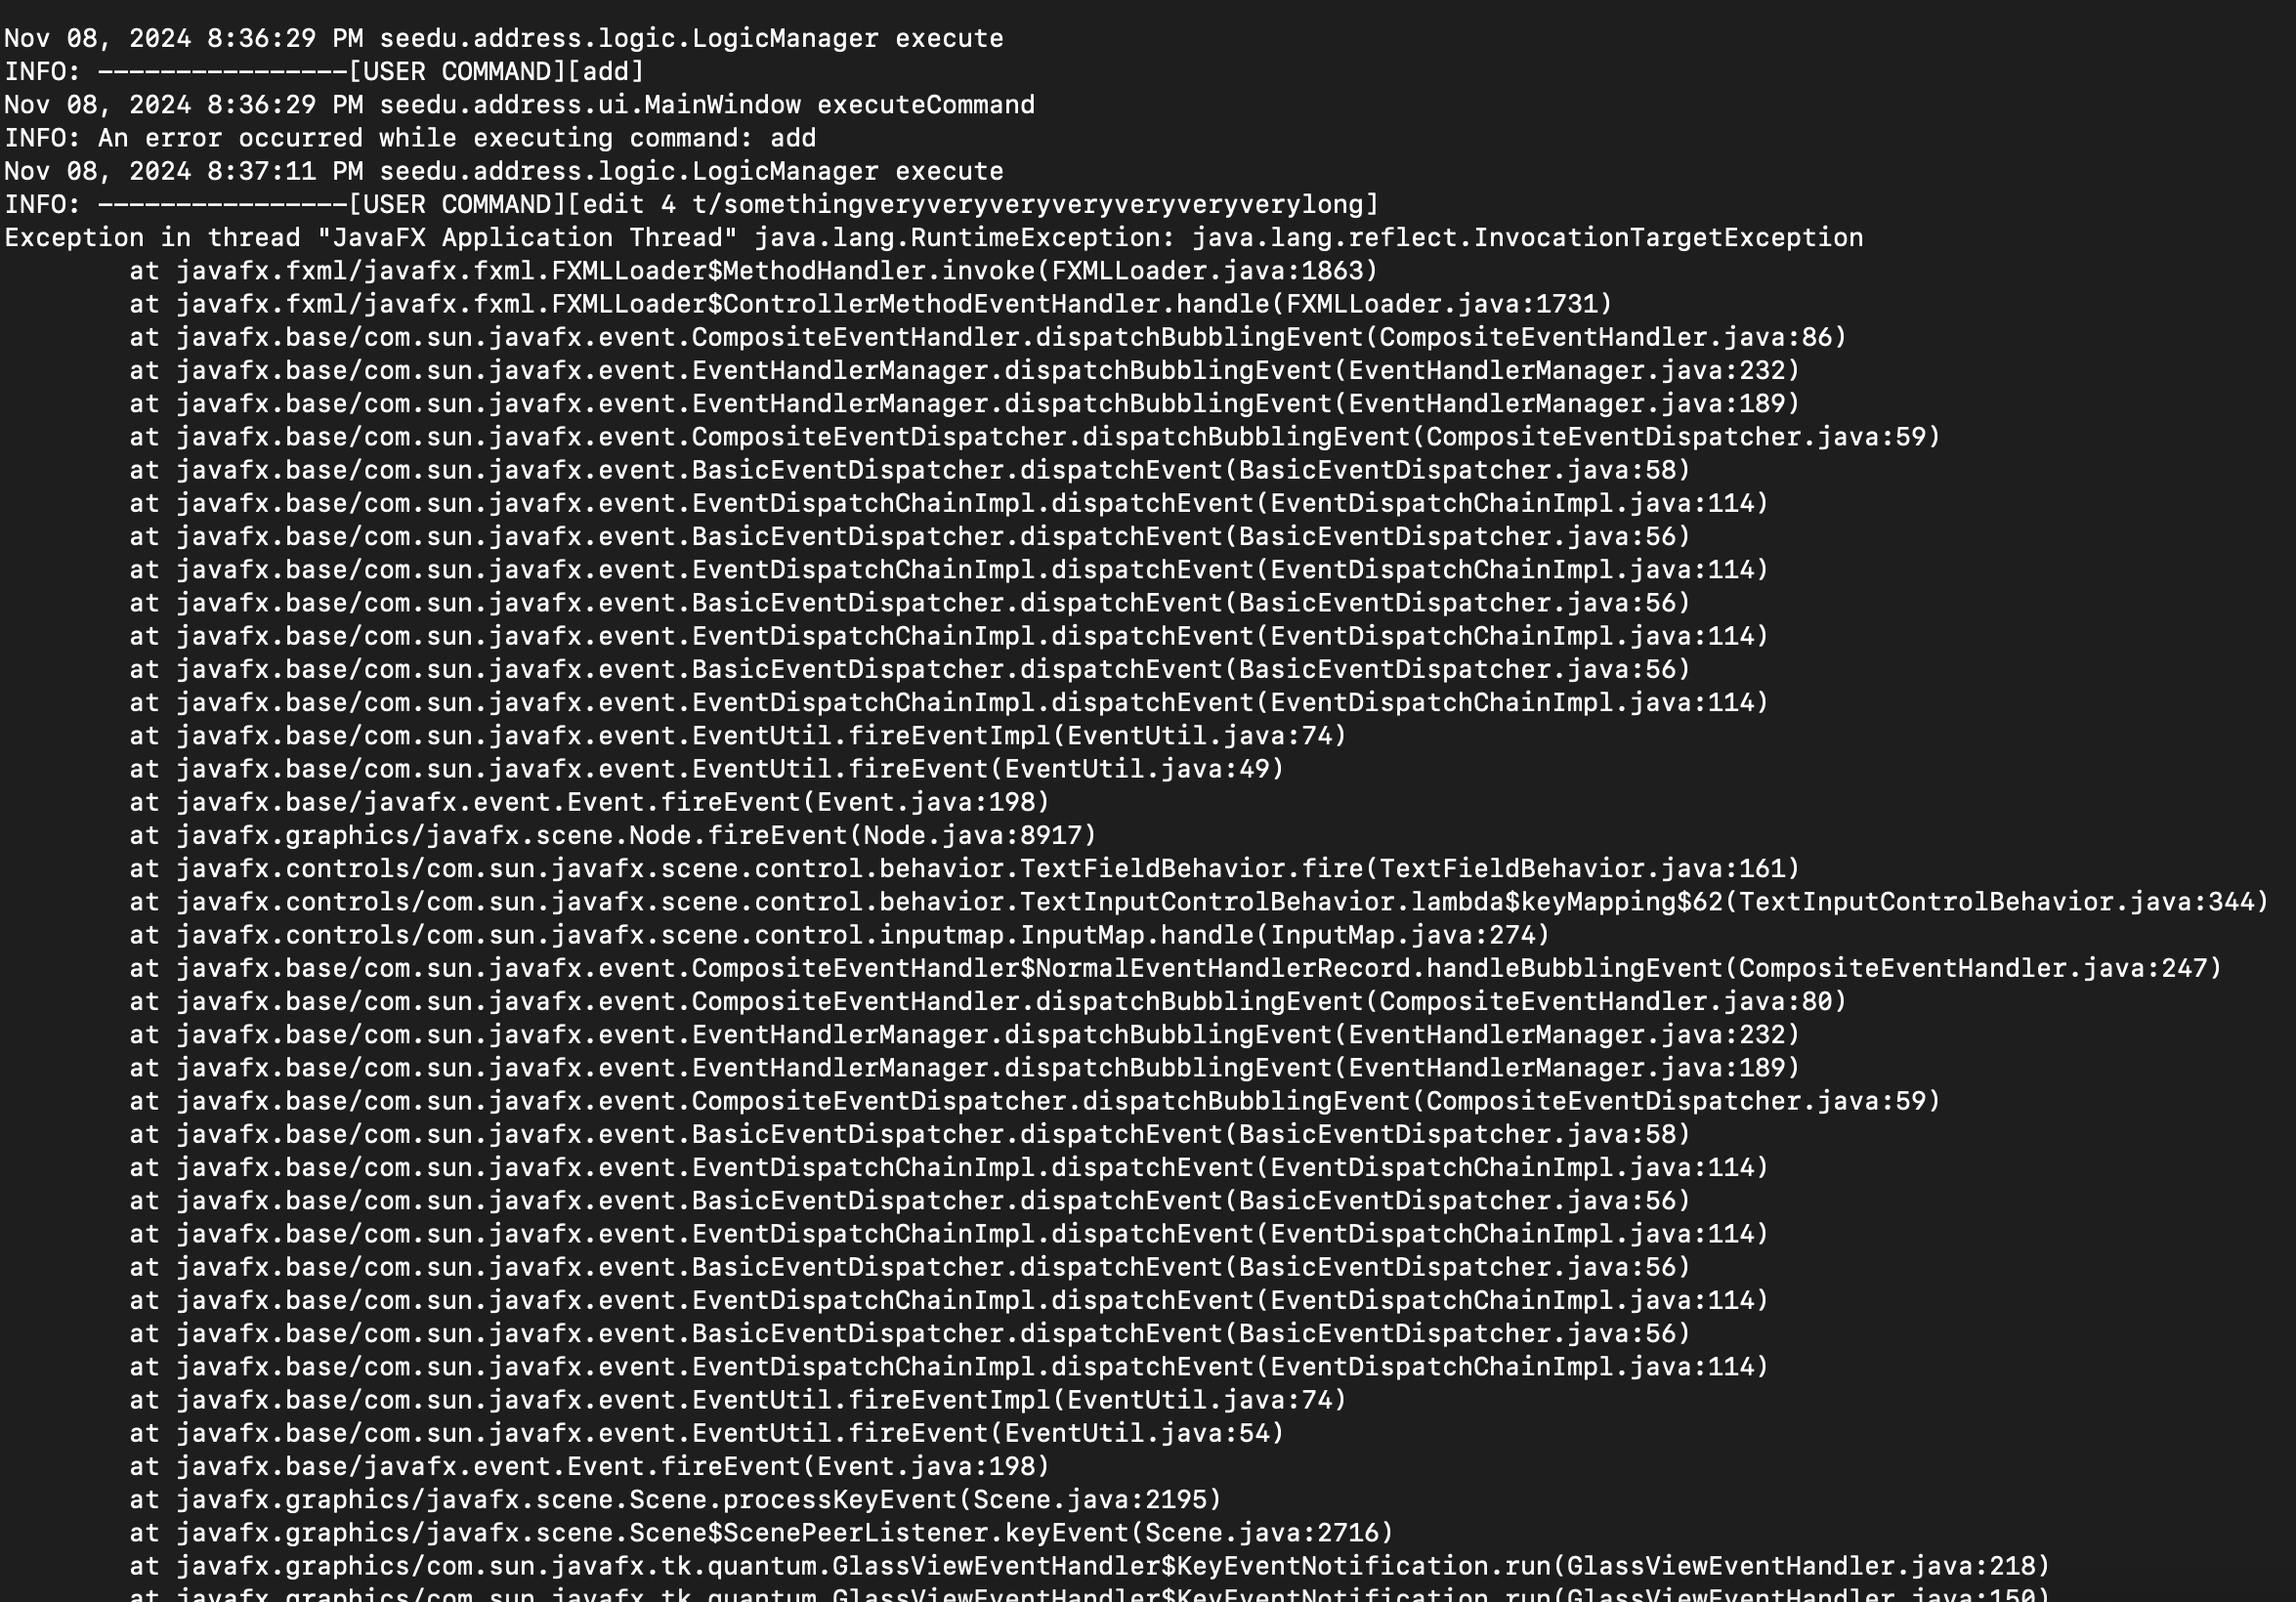 Nov 08, 2024 8:36:29 PM seedu.address.logic.LogicManager execute
INFO: ----------------[USER COMMAND][add]
Nov 08, 2024 8:36:29 PM seedu.address.ui.MainWindow executeCommand
INFO: An error occurred while executing command: add
Nov 08, 2024 8:37:11 PM seedu.address.logic.LogicManager execute
INFO: ----------------[USER COMMAND][edit 4 t/somethingveryveryveryveryveryveryverylong]
Exception in thread "JavaFX Application Thread" java.lang.RuntimeException: java.lang.reflect.InvocationTargetException
at javafx.fxml/javafx.fxml.FXMLLoader$MethodHandler.invoke(FXMLLoader.java:1863)
at javafx.fxml/javafx.fxml.FXMLLoader$ControllerMethodEventHandler.handle(FXMLLoader.java:1731)
at javafx.base/com.sun.javafx.event.CompositeEventHandler.dispatchBubblingEvent(CompositeEventHandler.java:86)
at javafx.base/com.sun.javafx.event.EventHandlerManager.dispatchBubblingEvent(EventHandlerManager.java:232)
at javafx.base/com.sun.javafx.event.EventHandlerManager.dispatchBubblingEvent(EventHandlerManager.java:189)
at javafx.base/com.sun.javafx.event.CompositeEventDispatcher.dispatchBubblingEvent(CompositeEventDispatcher.java:59)
at javafx.base/com.sun.javafx.event.BasicEventDispatcher.dispatchEvent(BasicEventDispatcher.java:58)
at javafx.base/com.sun.javafx.event.EventDispatchChainImpl.dispatchEvent(EventDispatchChainImpl.java:114)
at javafx.base/com.sun.javafx.event.BasicEventDispatcher.dispatchEvent(BasicEventDispatcher.java:56)
at javafx.base/com.sun.javafx.event.EventDispatchChainImpl.dispatchEvent(EventDispatchChainImpl.java:114)
at javafx.base/com.sun.javafx.event.BasicEventDispatcher.dispatchEvent(BasicEventDispatcher.java:56)
at javafx.base/com.sun.javafx.event.EventDispatchChainImpl.dispatchEvent(EventDispatchChainImpl.java:114)
at javafx.base/com.sun.javafx.event.BasicEventDispatcher.dispatchEvent(BasicEventDispatcher.java:56)
at javafx.base/com.sun.javafx.event.EventDispatchChainImpl.dispatchEvent(EventDispatchChainImpl.java:114)
at javafx.base/com.sun.javafx.event.EventUtil.fireEventImpl(EventUtil.java:74)
at javafx.base/com.sun.javafx.event.EventUtil.fireEvent(EventUtil.java:49)
at javafx.base/javafx.event.Event.fireEvent(Event.java:198)
at javafx.graphics/javafx.scene.Node.fireEvent(Node.java:8917)
at javafx.controls/com.sun.javafx.scene.control.behavior.TextFieldBehavior.fire(TextFieldBehavior.java:161)
at javafx.controls/com.sun.javafx.scene.control.behavior.TextInputControlBehavior.lambda$keyMapping$62(TextInputControlBehavior.java:344)
at javafx.controls/com.sun.javafx.scene.control.inputmap.InputMap.handle(InputMap.java:274)
at javafx.base/com.sun.javafx.event.CompositeEventHandler$NormalEventHandlerRecord.handleBubblingEvent(CompositeEventHandler.java:247)
at javafx.base/com.sun.javafx.event.CompositeEventHandler.dispatchBubblingEvent(CompositeEventHandler.java:80)
at javafx.base/com.sun.javafx.event.EventHandlerManager.dispatchBubblingEvent(EventHandlerManager.java:232)
at javafx.base/com.sun.javafx.event.EventHandlerManager.dispatchBubblingEvent(EventHandlerManager.java:189)
at javafx.base/com.sun.javafx.event.CompositeEventDispatcher.dispatchBubblingEvent(CompositeEventDispatcher.java:59)
at javafx.base/com.sun.javafx.event.BasicEventDispatcher.dispatchEvent(BasicEventDispatcher.java:58)
at javafx.base/com.sun.javafx.event.EventDispatchChainImpl.dispatchEvent(EventDispatchChainImpl.java:114)
at javafx.base/com.sun.javafx.event.BasicEventDispatcher.dispatchEvent(BasicEventDispatcher.java:56)
at javafx.base/com.sun.javafx.event.EventDispatchChainImpl.dispatchEvent(EventDispatchChainImpl.java:114)
at javafx.base/com.sun.javafx.event.BasicEventDispatcher.dispatchEvent(BasicEventDispatcher.java:56)
at javafx.base/com.sun.javafx.event.EventDispatchChainImpl.dispatchEvent(EventDispatchChainImpl.java:114)
at javafx.base/com.sun.javafx.event.BasicEventDispatcher.dispatchEvent(BasicEventDispatcher.java:56)
at javafx.base/com.sun.javafx.event.EventDispatchChainImpl.dispatchEvent(EventDispatchChainImpl.java:114)
at javafx.base/com.sun.javafx.event.EventUtil.fireEventImpl(EventUtil.java:74)
at javafx.base/com.sun.javafx.event.EventUtil.fireEvent(EventUtil.java:54)
at javafx.base/javafx.event.Event.fireEvent(Event.java:198)
at javafx.graphics/javafx.scene.Scene.processKeyEvent(Scene.java:2195)
at javafx.graphics/javafx.scene.Scene$ScenePeerListener.keyEvent(Scene.java:2716)
at javafx.graphics/com.sun.javafx.tk.quantum.GlassViewEventHandler$KeyEventNotification.run(GlassViewEventHandler.java:218)
at javafx.graphics/com.sun.javafx.tk.quantum.GlassViewEventHandler$KeyEventNotification.run(GlassViewEventHandler.java:150)